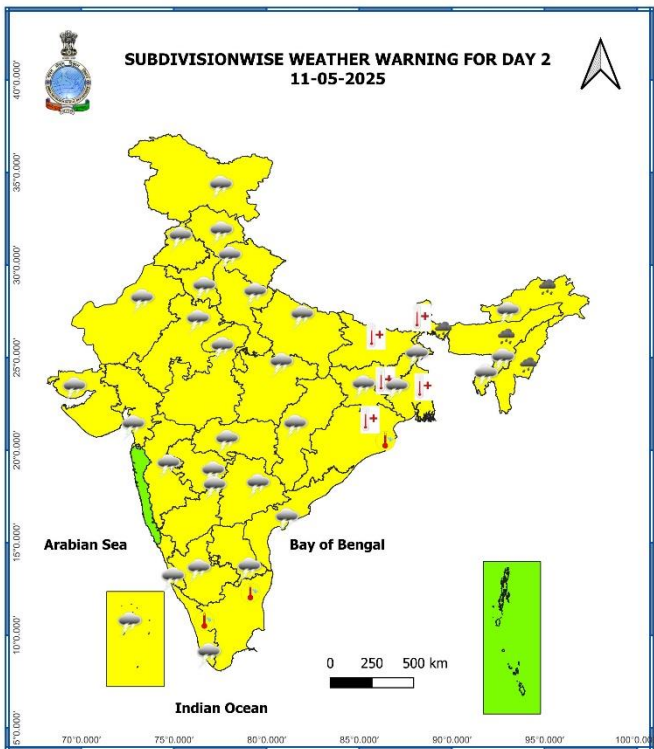 SUBDIVISIONWISE WEATHER WARNING FOR DAY 2
11-05-2025
40°0.000'
35°0.000'
30°0.000'
25°0.000'
20°0.000'
15°0.000'
10°0.000'
5°0.000'
Arabian Sea
Bay of Bengal
0 250 500 km
Indian Ocean
70°0.000' 75°0.000' 80°0.000' 85°0.000' 90°0.000' 95°0.000' 100°0.0